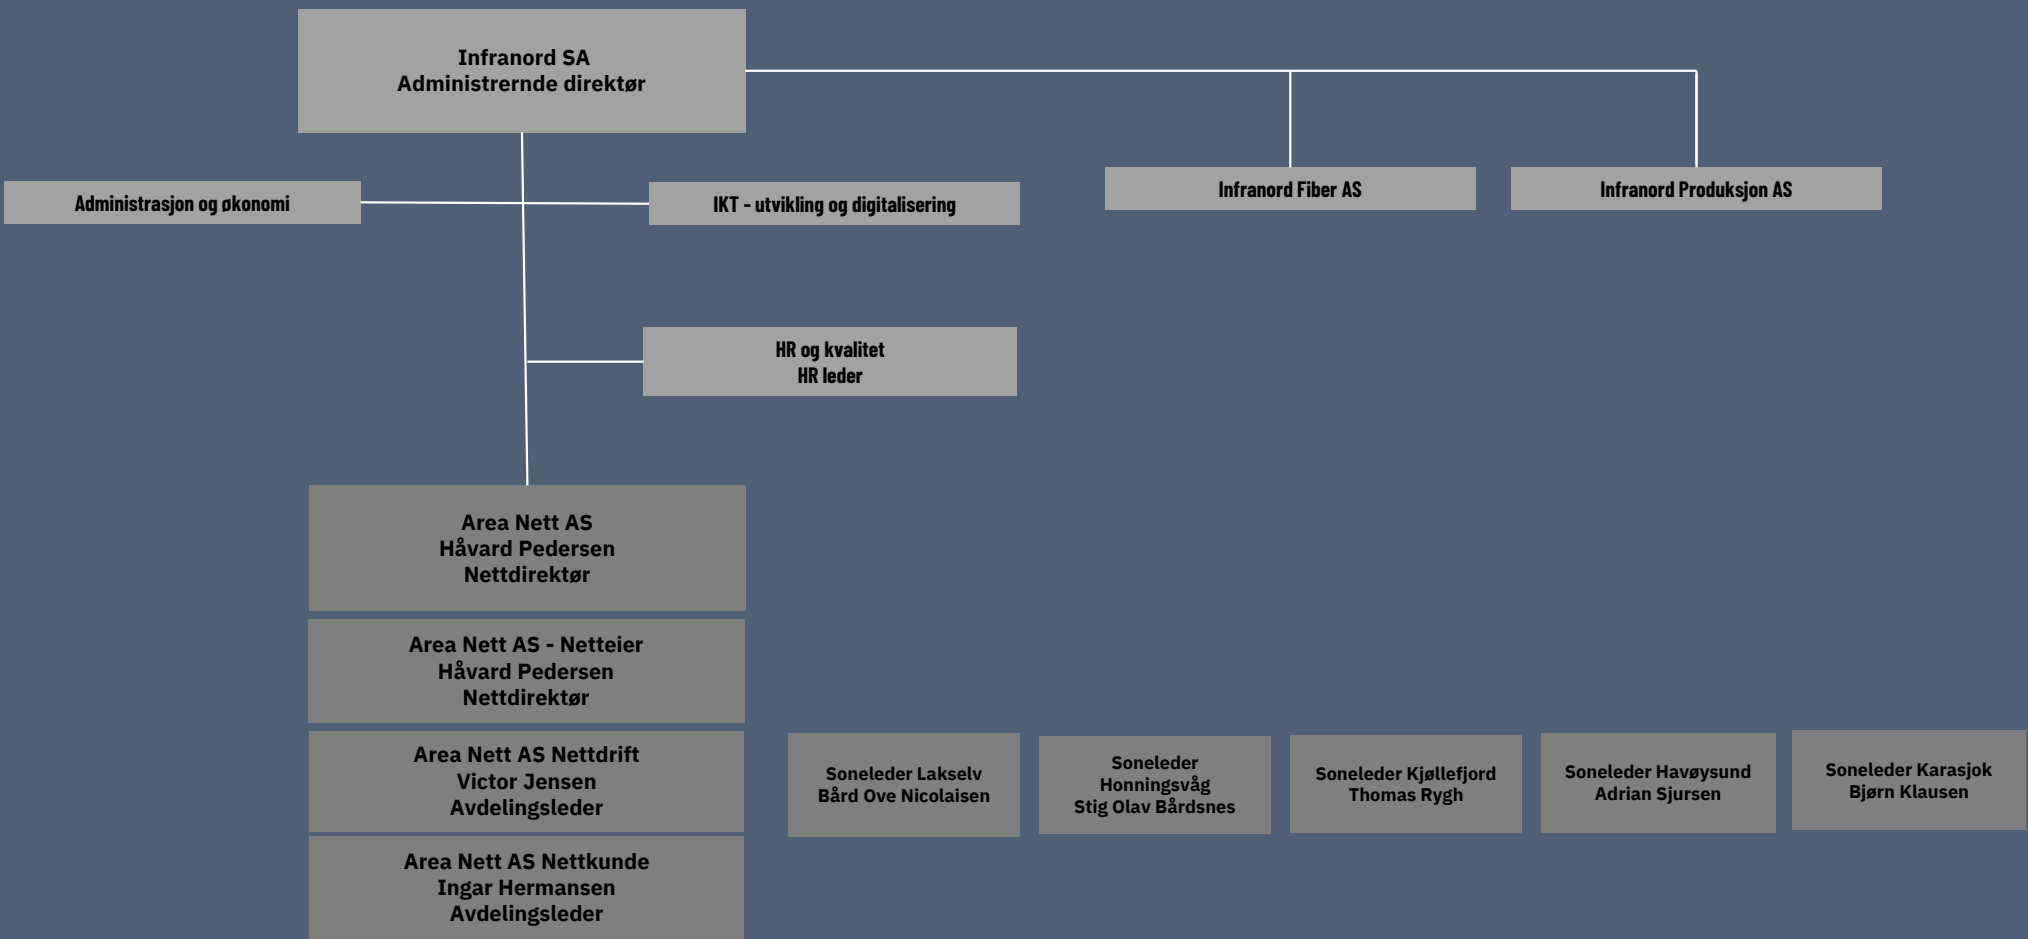 Infranord SA
Administrernde direktør
Administrasjon og økonomi
IKT - utvikling og digitalisering
Infranord Fiber AS
Infranord Produksjon AS
HR og kvalitet
HR leder
Area Nett AS
Håvard Pedersen
Nettdirektør
Area Nett AS - Netteier
Håvard Pedersen
Nettdirektør
Area Nett AS Nettdrift
Victor Jensen
Avdelingsleder
Soneleder Lakselv
Bård Ove Nicolaisen
Soneleder
Honningsvåg
Stig Olav Bårdsnes
Soneleder Kjøllefjord
Thomas Rygh
Soneleder Havøysund
Adrian Sjursen
Soneleder Karasjok
Bjørn Klausen
Area Nett AS Nettkunde
Ingar Hermansen
Avdelingsleder